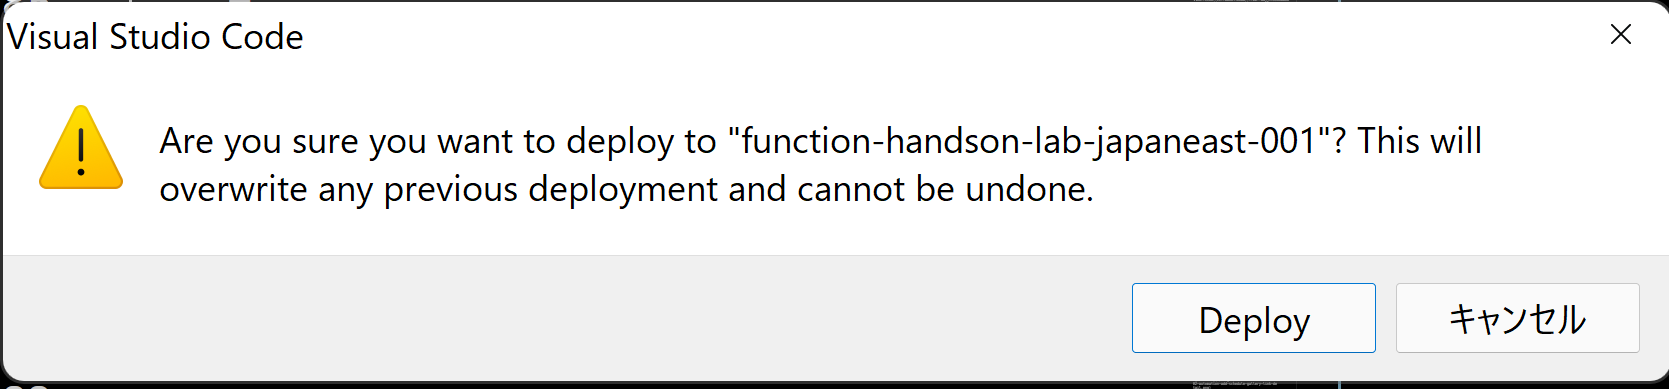 Visual Studio Code
Are you sure you want to deploy to "function-handson-lab-japaneast-001"? This will
overwrite any previous deployment and cannot be undone.
Deploy
キャンセル